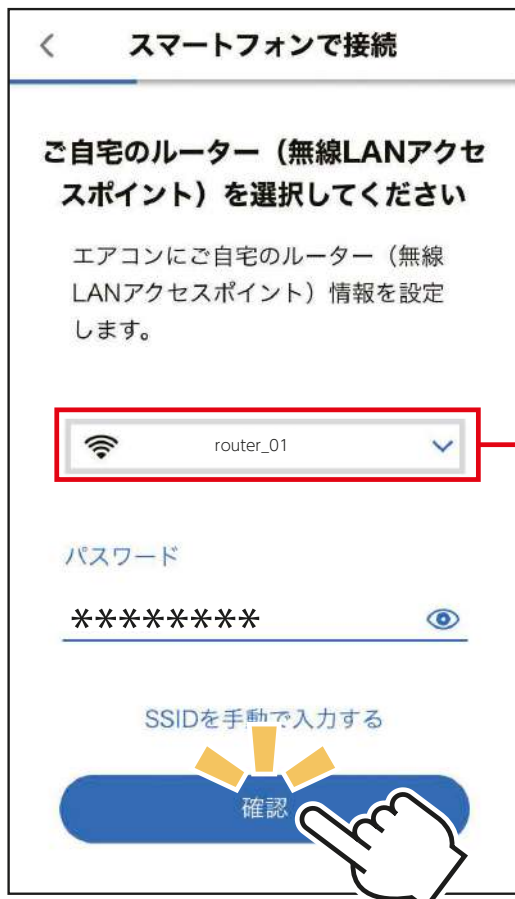 スマートフォンで接続
ご自宅のルーター（無線LANアクセ
スポイント）を選択してください
エアコンにご自宅のルーター（無線
LANアクセスポイント）情報を設定
します。
router_01
パスワード
********
SSIDを手動で入力する
確認